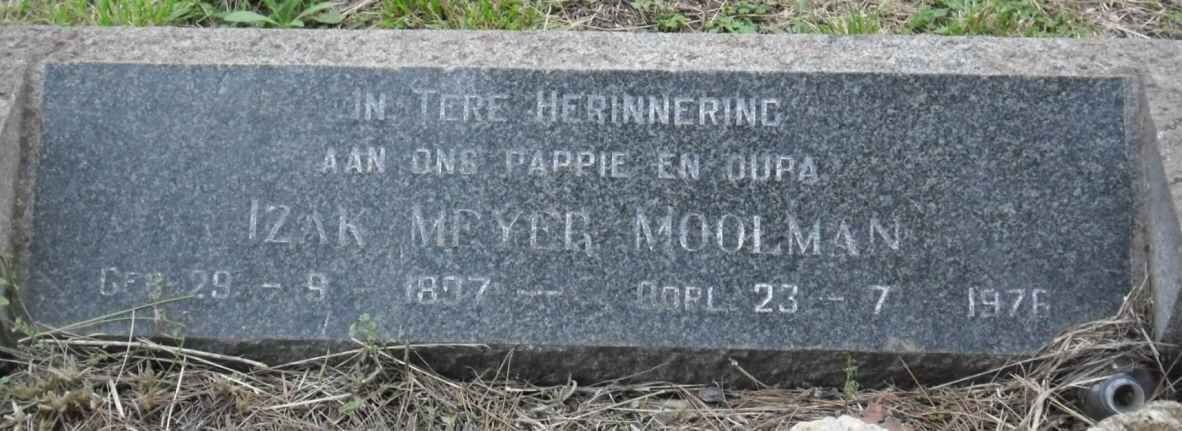 IN TERE HERINNERING
AAN ONS PAPPIE EN OUPA
IZAK MEYER MOOLMAN
GEB 29 - 9 - 1897 — OORL 23 - 7 1976